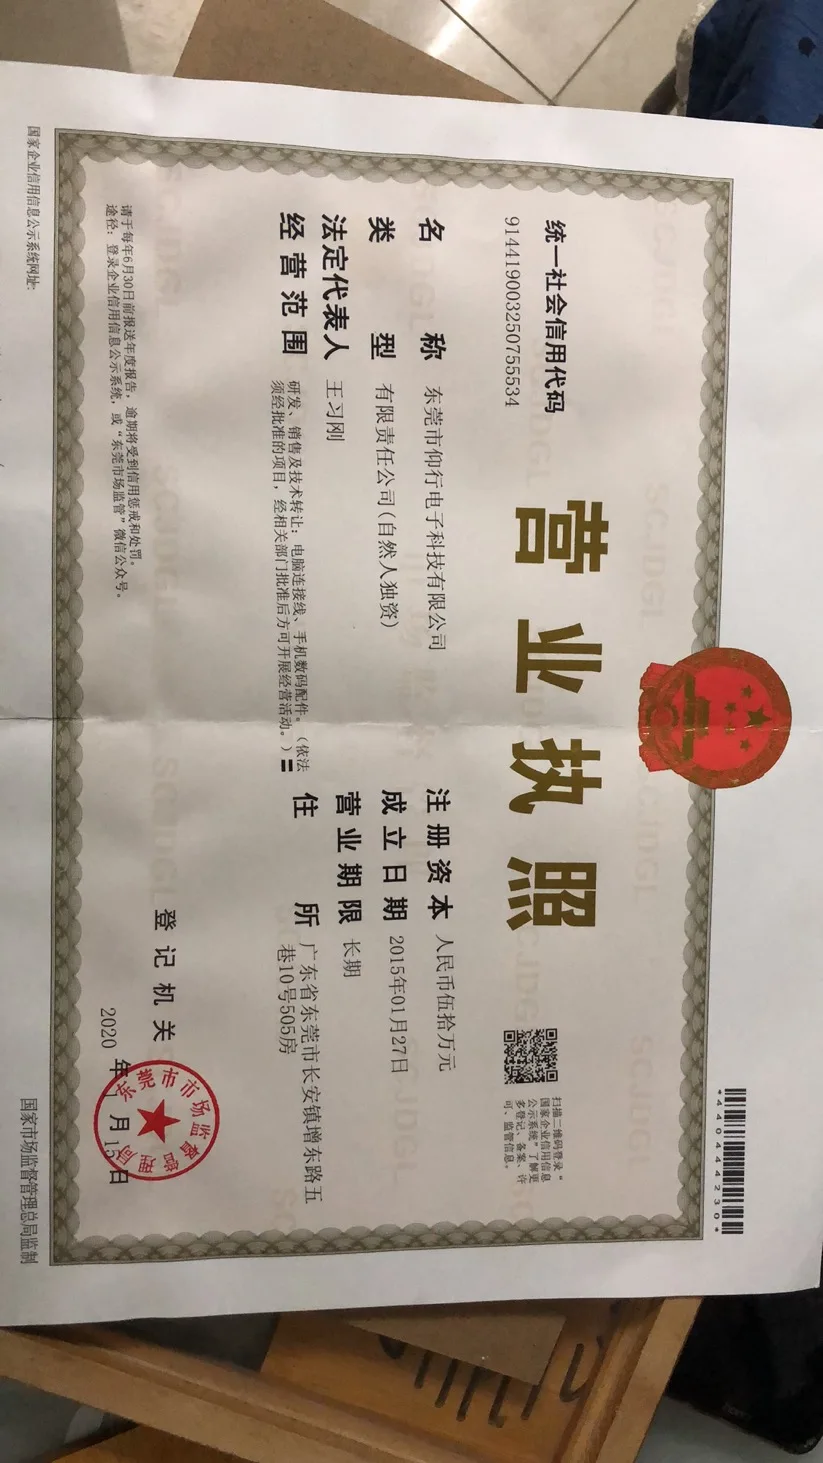 *440444230*
统一社会信用代码
914419003250755534
营业执照
扫描二维码登录“
国家企业信用信息
公示系统”了解更
多登记、备案、许
可、监管信息。
名称 东莞市仰行电子科技有限公司
类型 有限责任公司(自然人独资)
法定代表人 王习刚
经营范围 研发、销售及技术转让：电脑连接线、手机数码配件。（依法
须经批准的项目，经相关部门批准后方可开展经营活动。）〓
注册资本 人民币伍拾万元
成立日期 2015年01月27日
营业期限 长期
住所 广东省东莞市长安镇增东路五
巷10号505房
登记机关
东莞市市场监督管理局
2020 年 1 月 15 日
请于每年6月30日前报送年度报告，逾期将受到信用惩戒和处罚。
途径：登录企业信用信息公示系统，或“东莞市场监管”微信公众号。
国家企业信用信息公示系统网址:
国家市场监督管理总局监制